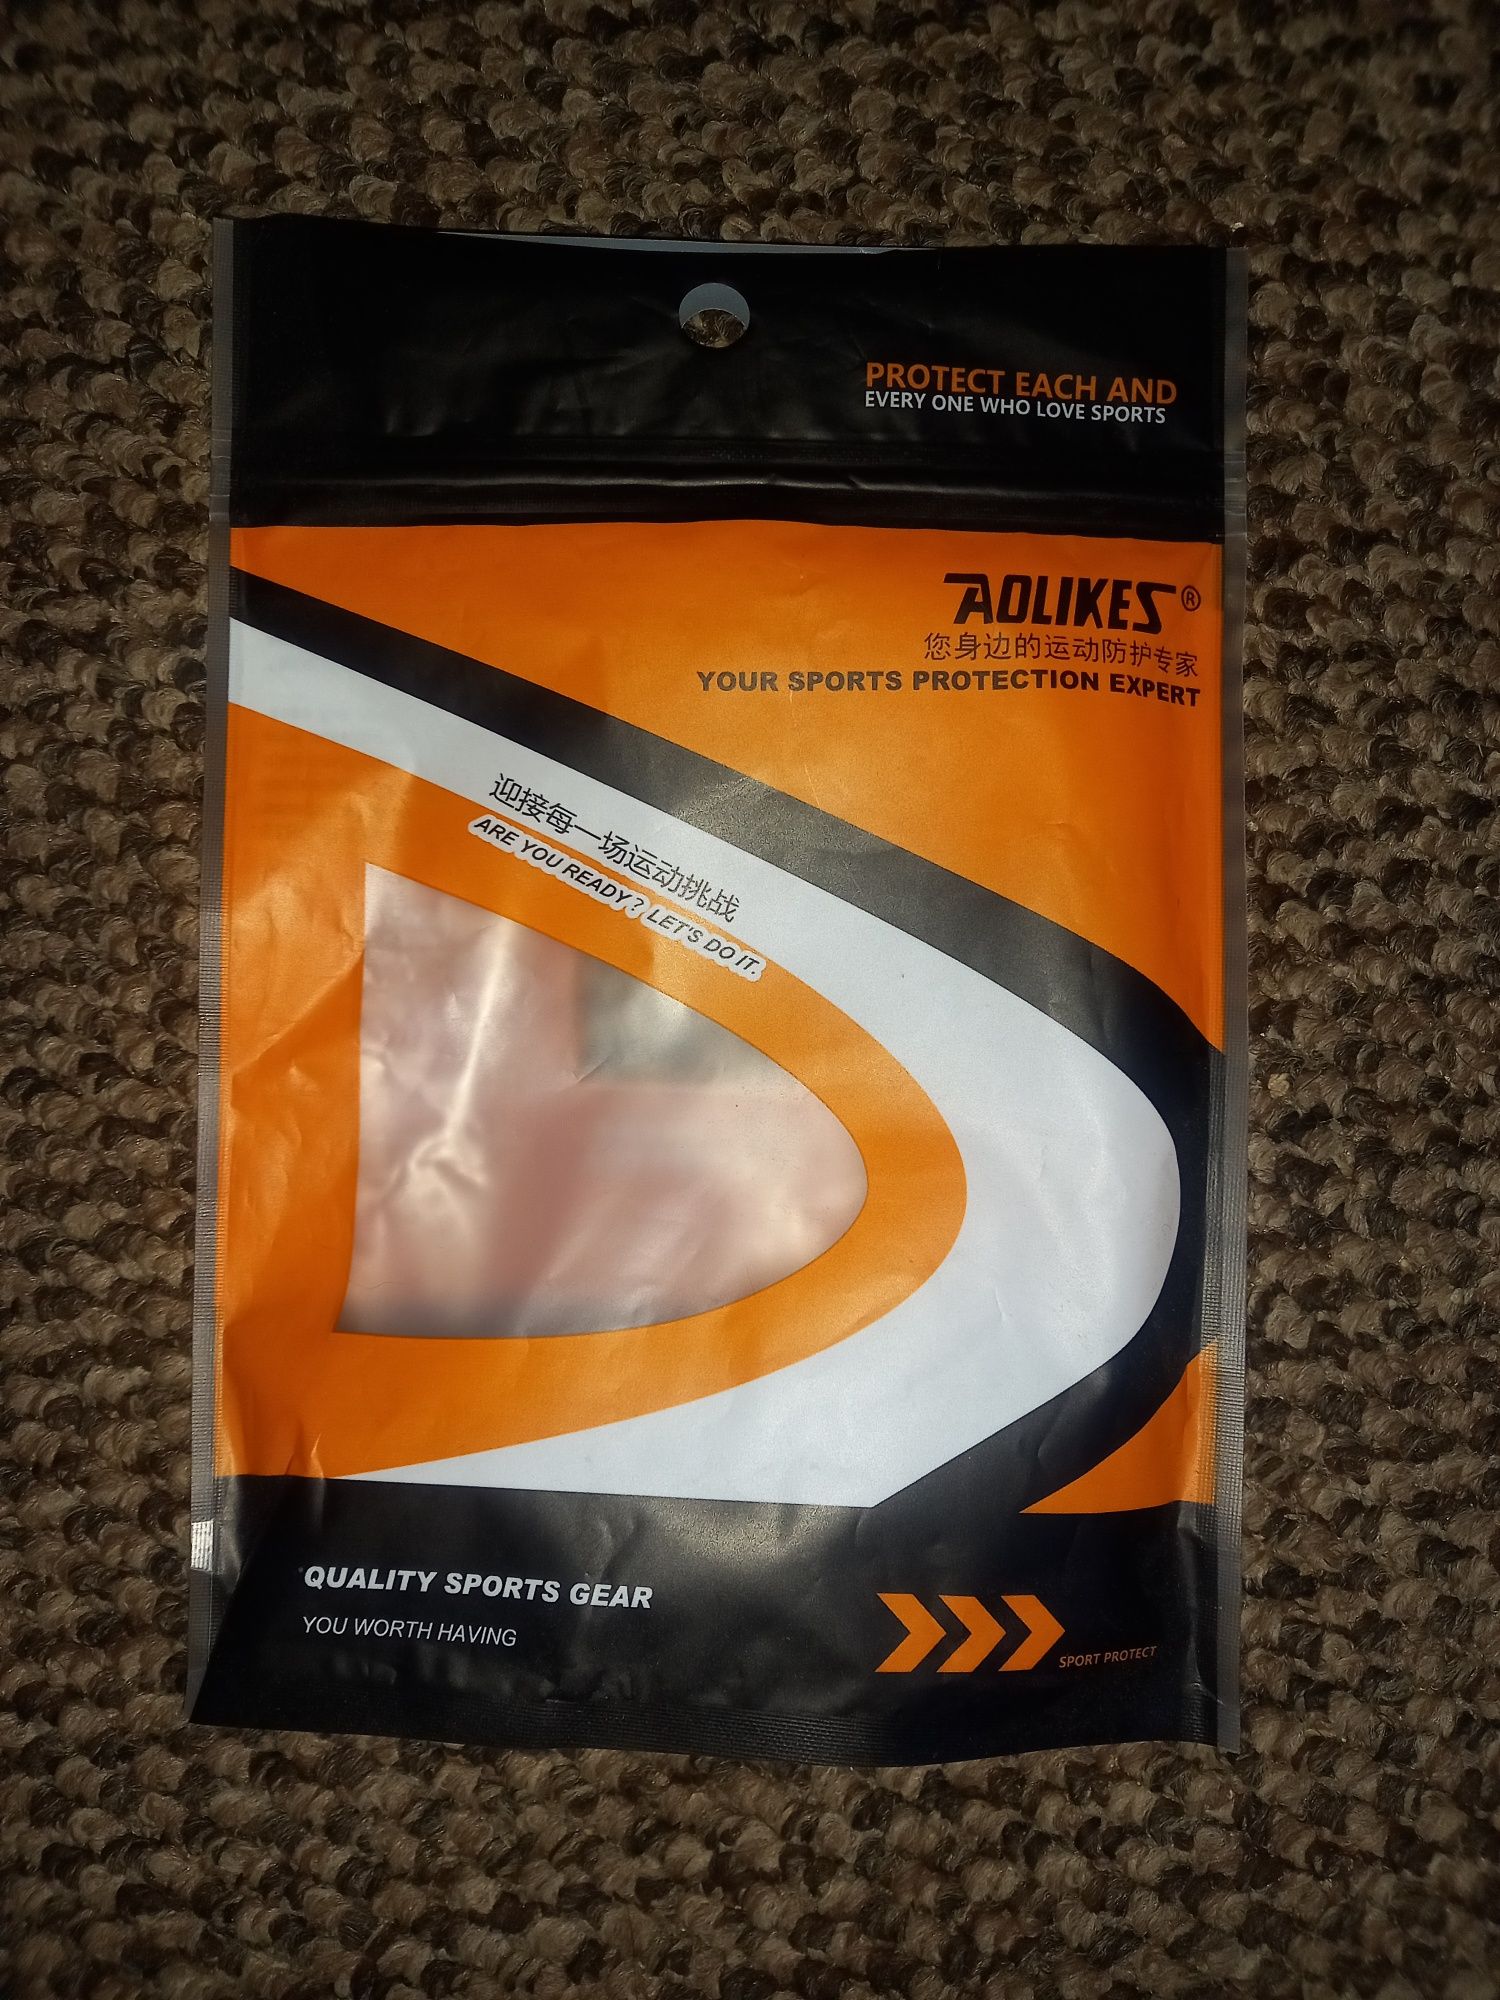 PROTECT EACH AND
EVERY ONE WHO LOVE SPORTS
AOLIKES®
您身边的运动防护专家
YOUR SPORTS PROTECTION EXPERT
迎接每一场运动挑战
ARE YOU READY? LET'S DO IT.
QUALITY SPORTS GEAR
YOU WORTH HAVING
SPORT PROTECT